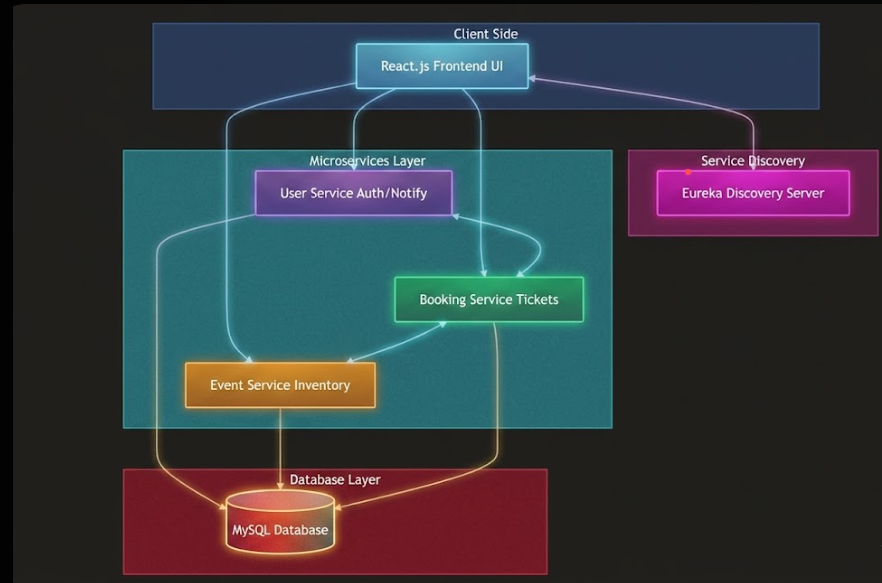 Client Side
React.js Frontend UI
Microservices Layer
Service Discovery
User Service Auth/Notify
Eureka Discovery Server
Booking Service Tickets
Event Service Inventory
Database Layer
MySQL Database